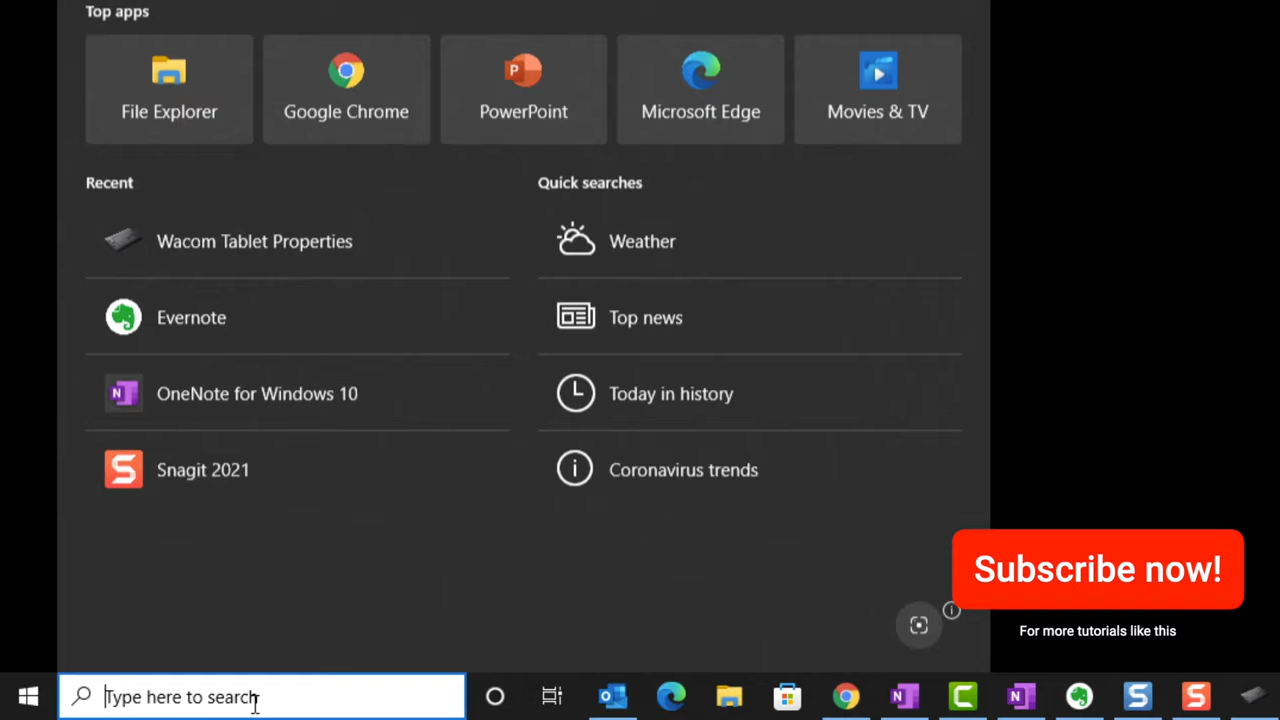 Top apps
File Explorer
Google Chrome
PowerPoint
Microsoft Edge
Movies & TV
Recent
Wacom Tablet Properties
Evernote
OneNote for Windows 10
Snagit 2021
Quick searches
Weather
Top news
Today in history
Coronavirus trends
Subscribe now!
For more tutorials like this
Type here to search